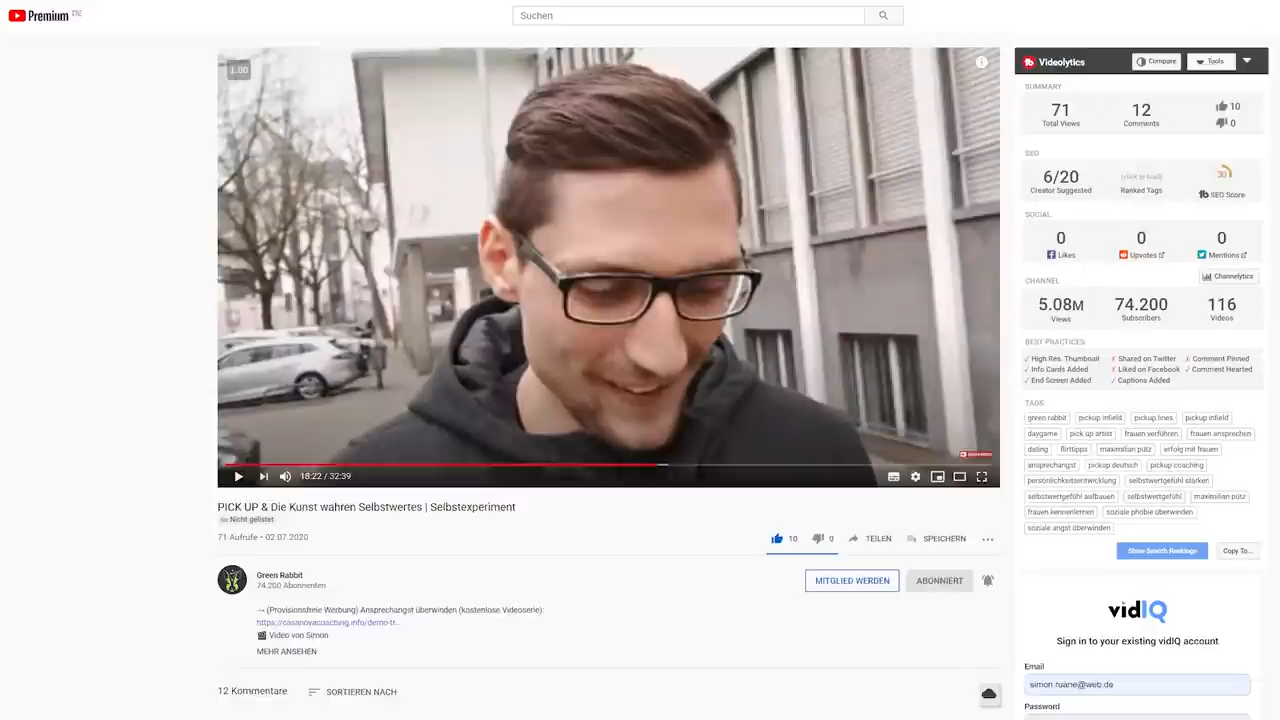 Premium DE
Suchen
1.00
18:22 / 32:39
PICK UP & Die Kunst wahren Selbstwertes | Selbstexperiment
Nicht gelistet
71 Aufrufe • 02.07.2020
10
0
TEILEN
SPEICHERN
Green Rabbit
74.200 Abonnenten
MITGLIED WERDEN
ABONNIERT
→ (Provisionsfreie Werbung) Ansprechangst überwinden (kostenlose Videoserie):
https://casanovacoaching.info/demo-tr...
Video von Simon
MEHR ANSEHEN
12 Kommentare
SORTIEREN NACH
Videolytics
Compare
Tools
SUMMARY
71
12
10
0
Total Views
Comments
SEO
6/20
(click to load)
30
Creator Suggested
Ranked Tags
tb SEO Score
SOCIAL
0
0
0
Likes
Upvotes
Mentions
CHANNEL
Channelytics
5.08M
74.200
116
Views
Subscribers
Videos
BEST PRACTICES
✓ High Res. Thumbnail
✗ Shared on Twitter
✗ Comment Pinned
✓ Info Cards Added
✗ Liked on Facebook
✓ Comment Hearted
✓ End Screen Added
✓ Captions Added
TAGS
green rabbit
pickup infield
pickup lines
pickup infield
daygame
pick up artist
frauen verführen
frauen ansprechen
dating
flirttipps
maximilian pütz
erfolg mit frauen
ansprechangst
pickup deutsch
pickup coaching
persönlichkeitsentwicklung
selbstwertgefühl stärken
selbstwertgefühl aufbauen
selbstwertgefühl
maximilian pütz
frauen kennenlernen
soziale phobie überwinden
soziale angst überwinden
Show Search Rankings
Copy To...
vidIQ
Sign in to your existing vidIQ account
Email
simon.ruane@web.de
Password